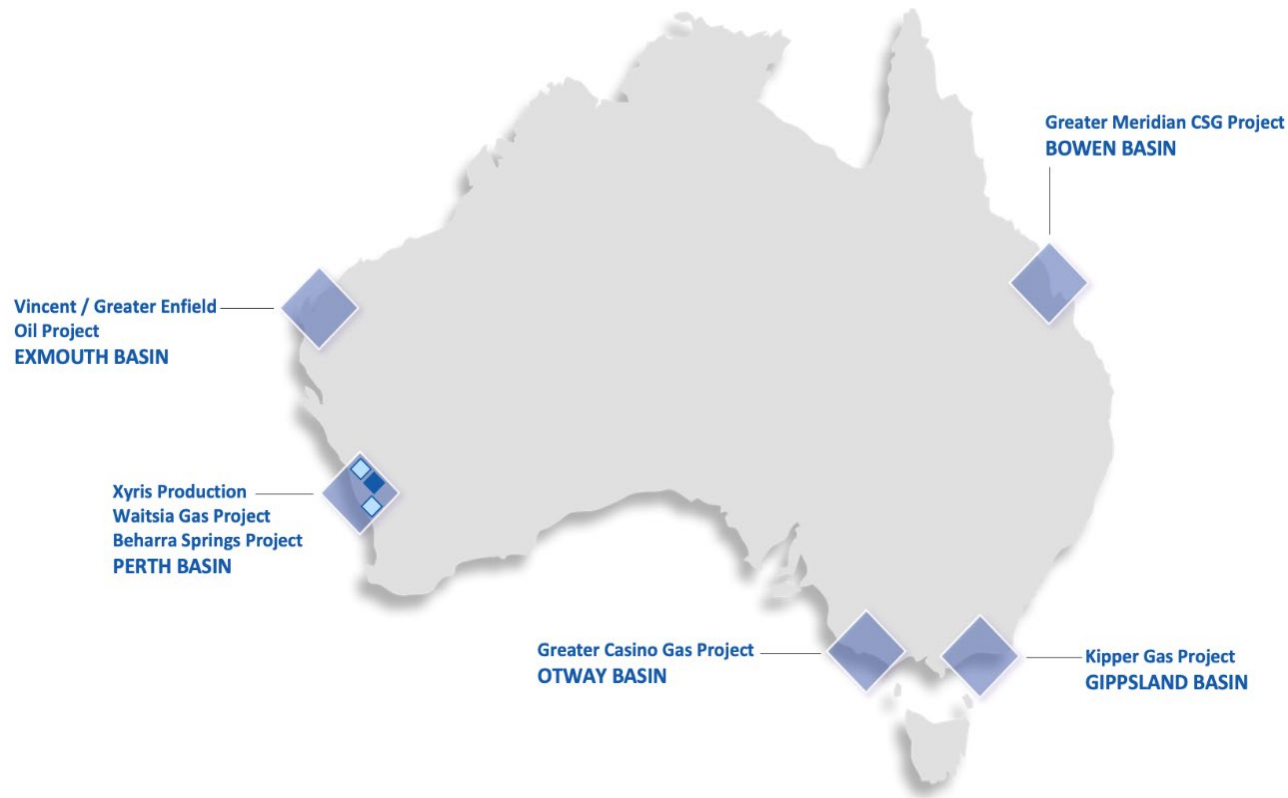 Greater Meridian CSG Project
BOWEN BASIN
Vincent / Greater Enfield
Oil Project
EXMOUTH BASIN
Xyris Production
Waitsia Gas Project
Beharra Springs Project
PERTH BASIN
Greater Casino Gas Project
OTWAY BASIN
Kipper Gas Project
GIPPSLAND BASIN